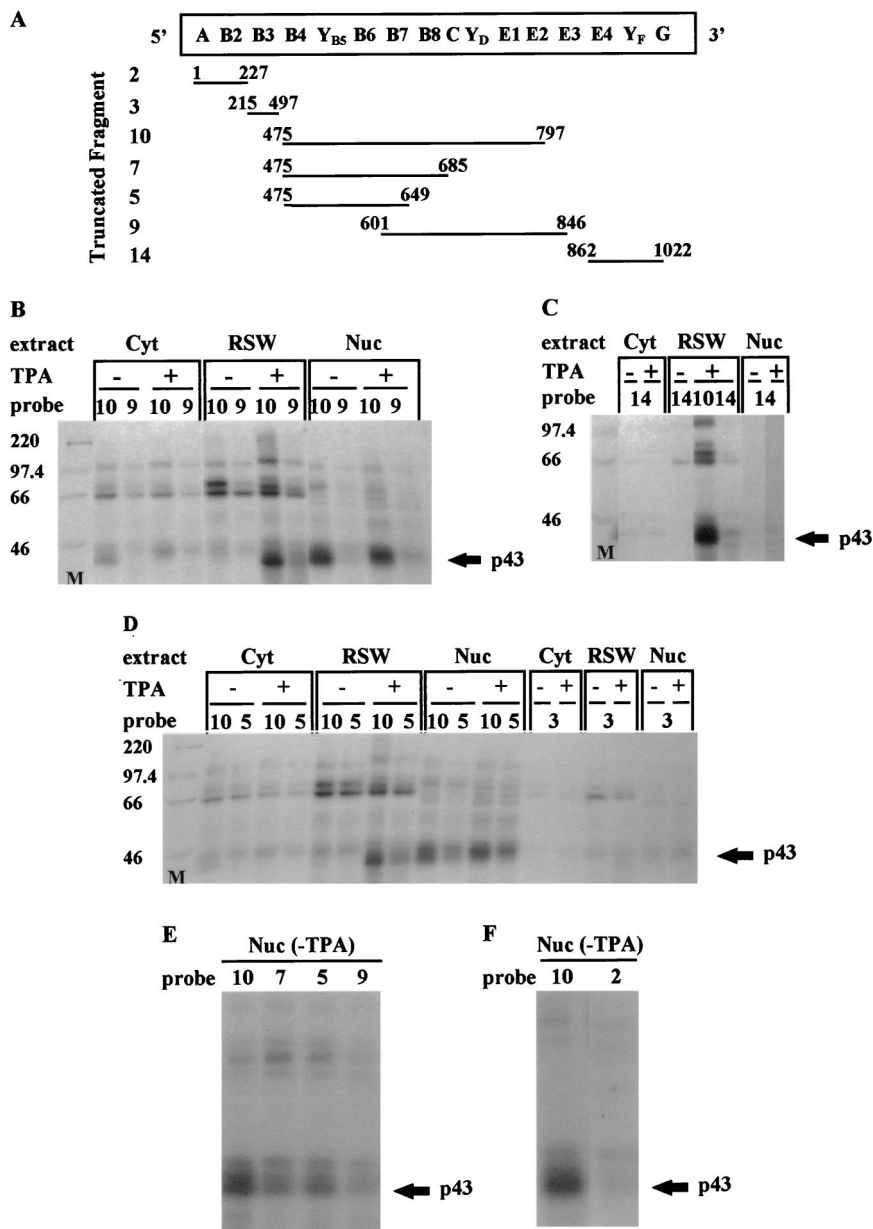 A
5’ A B2 B3 B4 Y_B5 B6 B7 B8 C Y_D E1 E2 E3 E4 Y_F G 3’
Truncated Fragment
2 1 227
3 215 497
10 475 797
7 475 685
5 475 649
9 601 846
14 862 1022
B
extract Cyt RSW Nuc
TPA - + - + - +
probe 10 9 10 9 10 9 10 9 10 9 10 9
220
97.4
66
46
M
p43
C
extract Cyt RSW Nuc
TPA - + - + - +
probe 14 14 10 14 14
97.4
66
46
M
p43
D
extract Cyt RSW Nuc Cyt RSW Nuc
TPA - + - + - + - + - + - +
probe 10 5 10 5 10 5 10 5 10 5 10 5 3 3 3
220
97.4
66
46
M
p43
E
Nuc (-TPA)
probe 10 7 5 9
p43
F
Nuc (-TPA)
probe 10 2
p43